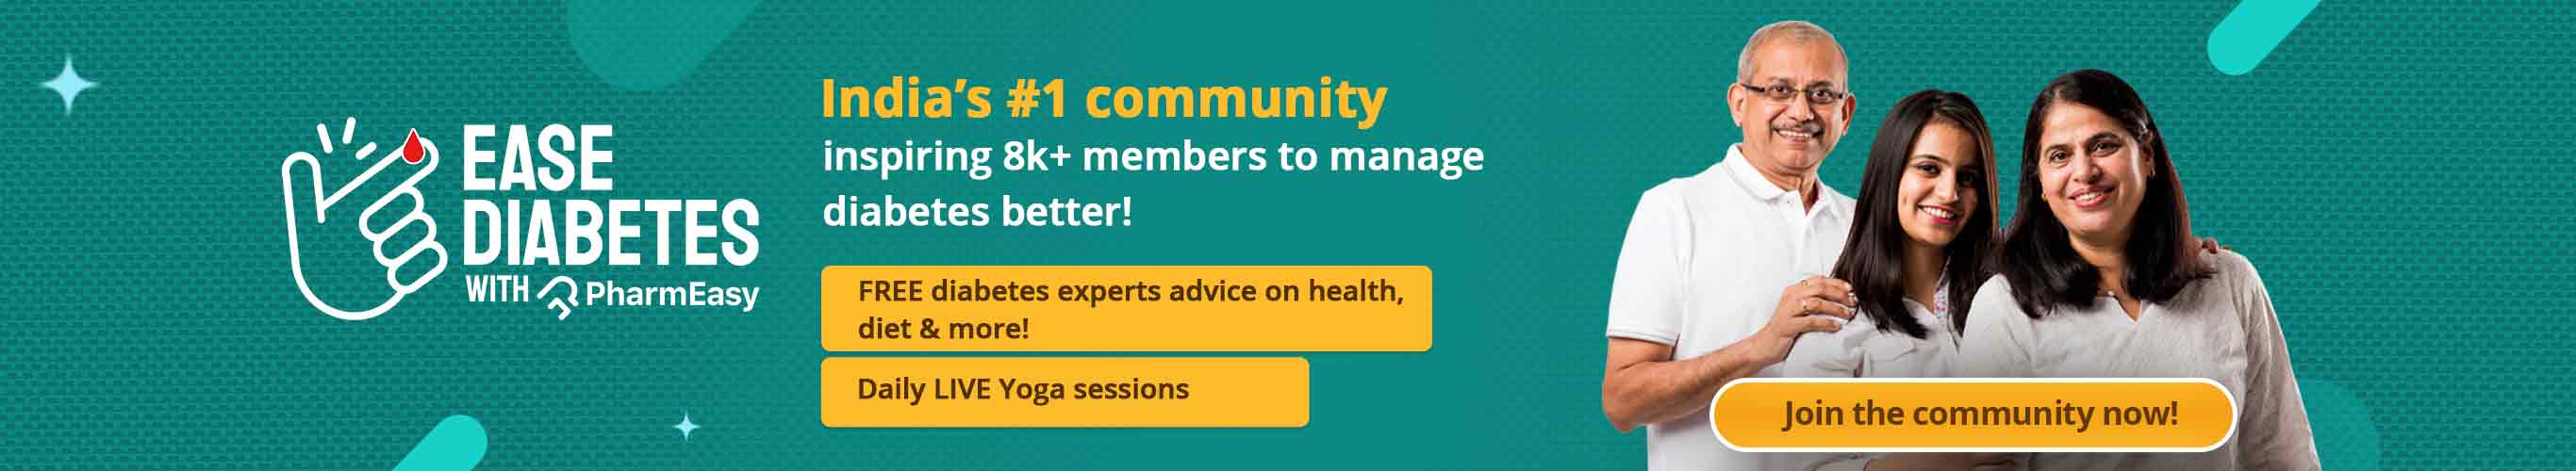 EASE
DIABETES
WITH PharmEasy
India's #1 community
inspiring 8k+ members to manage
diabetes better!
FREE diabetes experts advice on health,
diet & more!
Daily LIVE Yoga sessions
Join the community now!